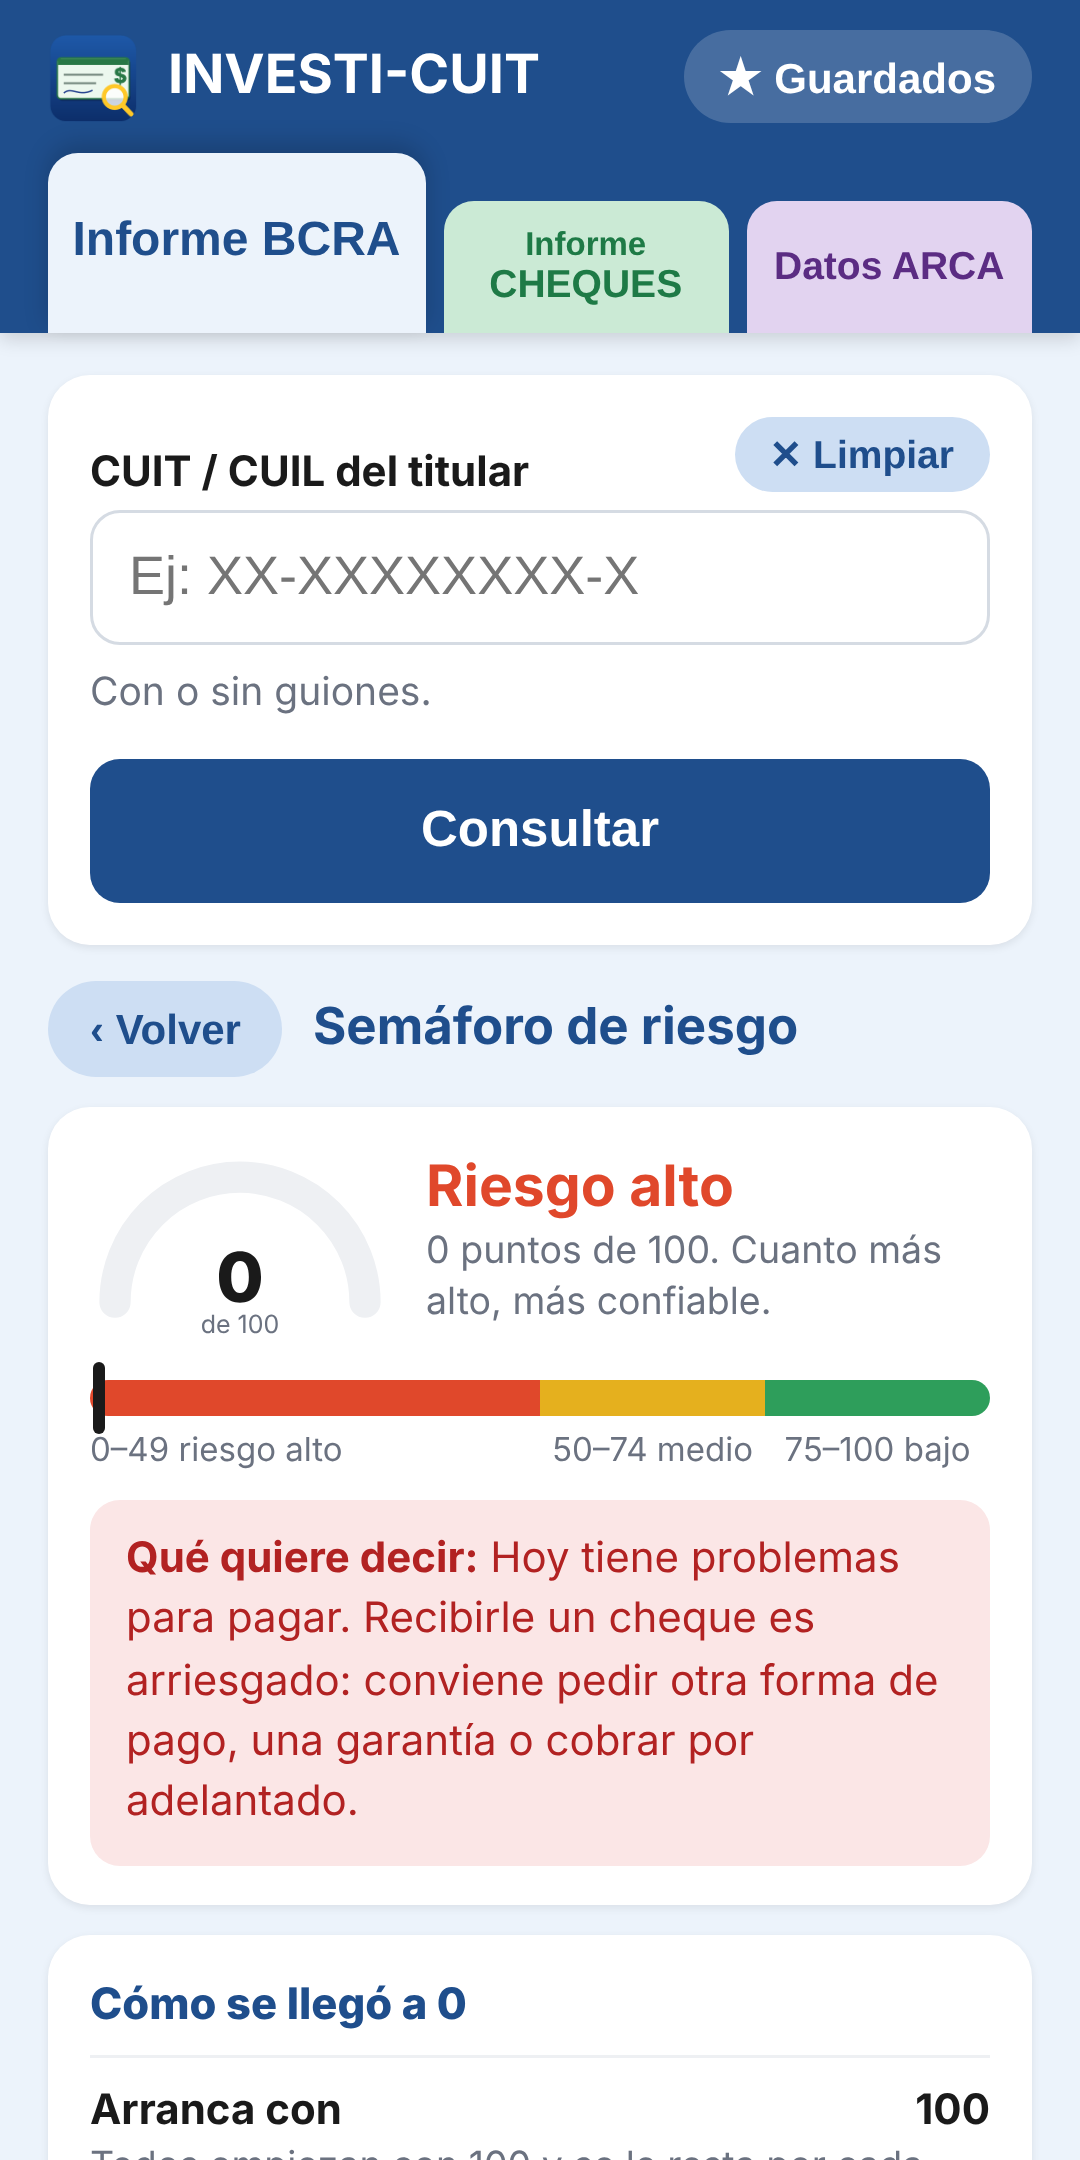 INVESTI-CUIT
★ Guardados
Informe BCRA
Informe
CHEQUES
Datos ARCA
CUIT / CUIL del titular
✕ Limpiar
Ej: XX-XXXXXXXX-X
Con o sin guiones.
Consultar
‹ Volver
Semáforo de riesgo
0
de 100
Riesgo alto
0 puntos de 100. Cuanto más
alto, más confiable.
0–49 riesgo alto
50–74 medio
75–100 bajo
Qué quiere decir: Hoy tiene problemas
para pagar. Recibirle un cheque es
arriesgado: conviene pedir otra forma de
pago, una garantía o cobrar por
adelantado.
Cómo se llegó a 0
Arranca con
100